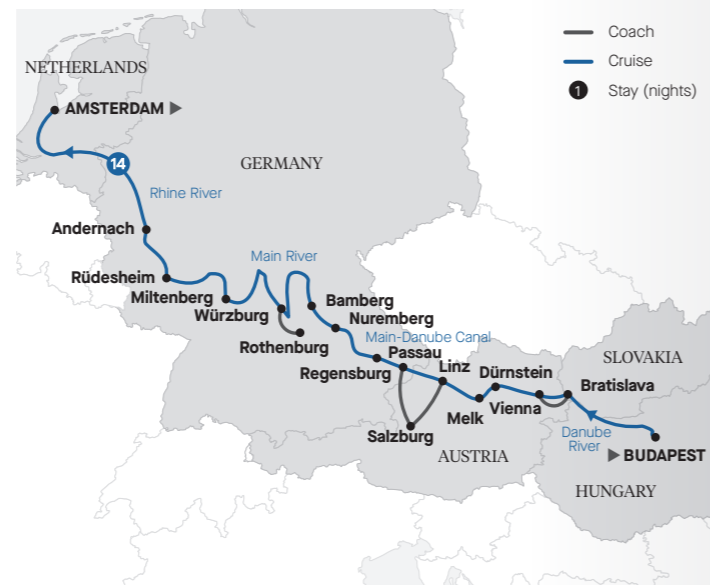 Coach
Cruise
1 Stay (nights)
NETHERLANDS
AMSTERDAM
14
GERMANY
Rhine River
Andernach
Main River
Rüdesheim
Miltenberg
Würzburg
Bamberg
Nuremberg
Rothenburg
Main-Danube Canal
Regensburg
Passau
Linz
Dürnstein
SLOVAKIA
Bratislava
Melk
Vienna
Salzburg
AUSTRIA
Danube
River
BUDAPEST
HUNGARY